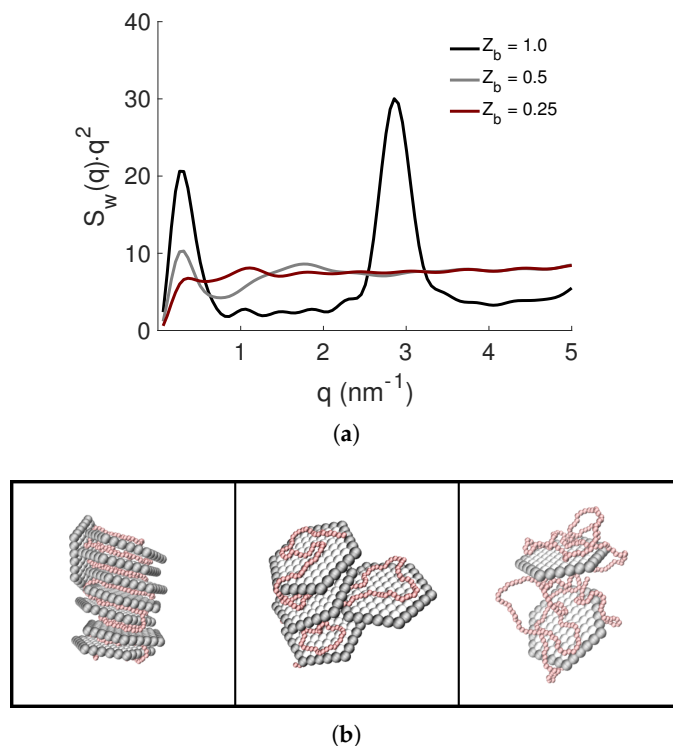 40
30
20
10
0
S_w(q)·q^2
Z_b = 1.0
Z_b = 0.5
Z_b = 0.25
1 2 3 4 5
q (nm^-1)
(a)
(b)